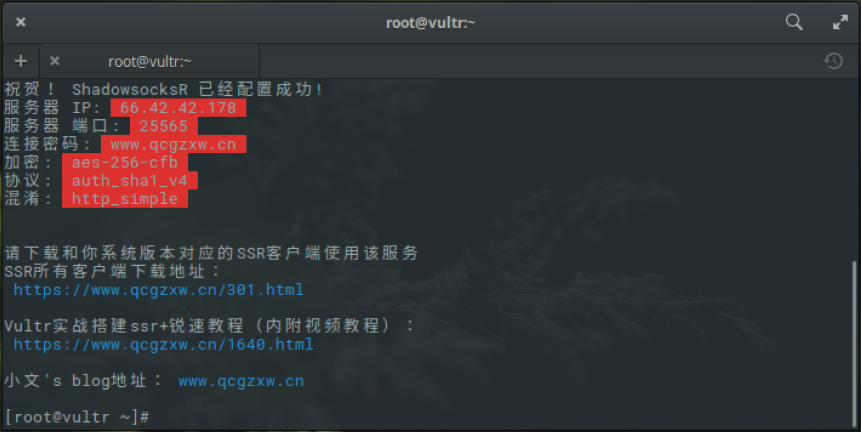 root@vultr:~
root@vultr:~
祝贺! ShadowsocksR 已经配置成功!
服务器 IP: 66.42.42.178
服务器 端口: 25565
连接密码: www.qcgzxw.cn
加密: aes-256-cfb
协议: auth_sha1_v4
混淆: http_simple
请下载和你系统版本对应的SSR客户端使用该服务
SSR所有客户端下载地址：
https://www.qcgzxw.cn/301.html
Vultr实战搭建ssr+锐速教程（内附视频教程）：
https://www.qcgzxw.cn/1640.html
小文's blog地址： www.qcgzxw.cn
[root@vultr ~]#